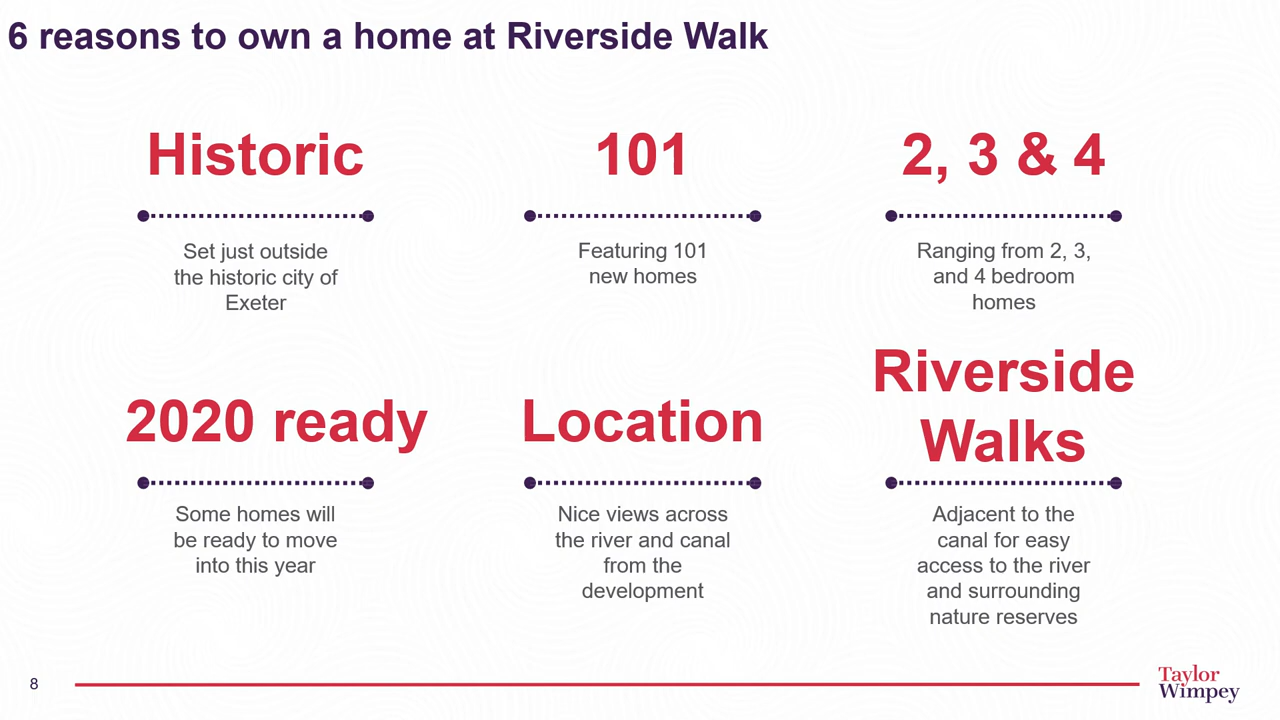 6 reasons to own a home at Riverside Walk
Historic
Set just outside
the historic city of
Exeter
101
Featuring 101
new homes
2, 3 & 4
Ranging from 2, 3,
and 4 bedroom
homes
2020 ready
Some homes will
be ready to move
into this year
Location
Nice views across
the river and canal
from the
development
Riverside
Walks
Adjacent to the
canal for easy
access to the river
and surrounding
nature reserves
8
Taylor
Wimpey